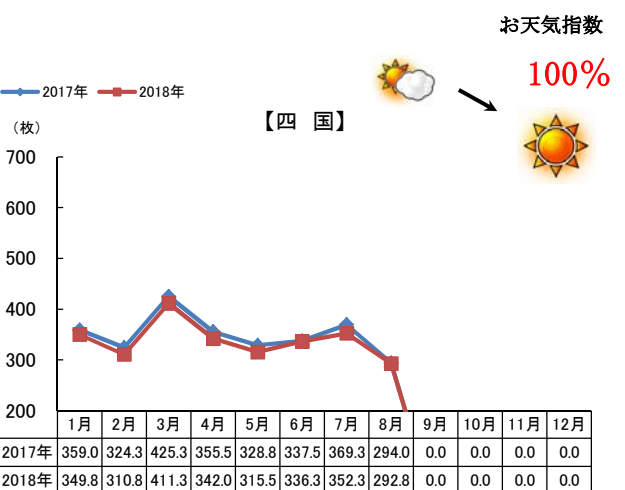 お天気指数
100%
2017年 2018年
（枚）
【四　国】
700
600
500
400
300
200
1月 2月 3月 4月 5月 6月 7月 8月 9月 10月 11月 12月
2017年 359.0 324.3 425.3 355.5 328.8 337.5 369.3 294.0 0.0 0.0 0.0 0.0
2018年 349.8 310.8 411.3 342.0 315.5 336.3 352.3 292.8 0.0 0.0 0.0 0.0